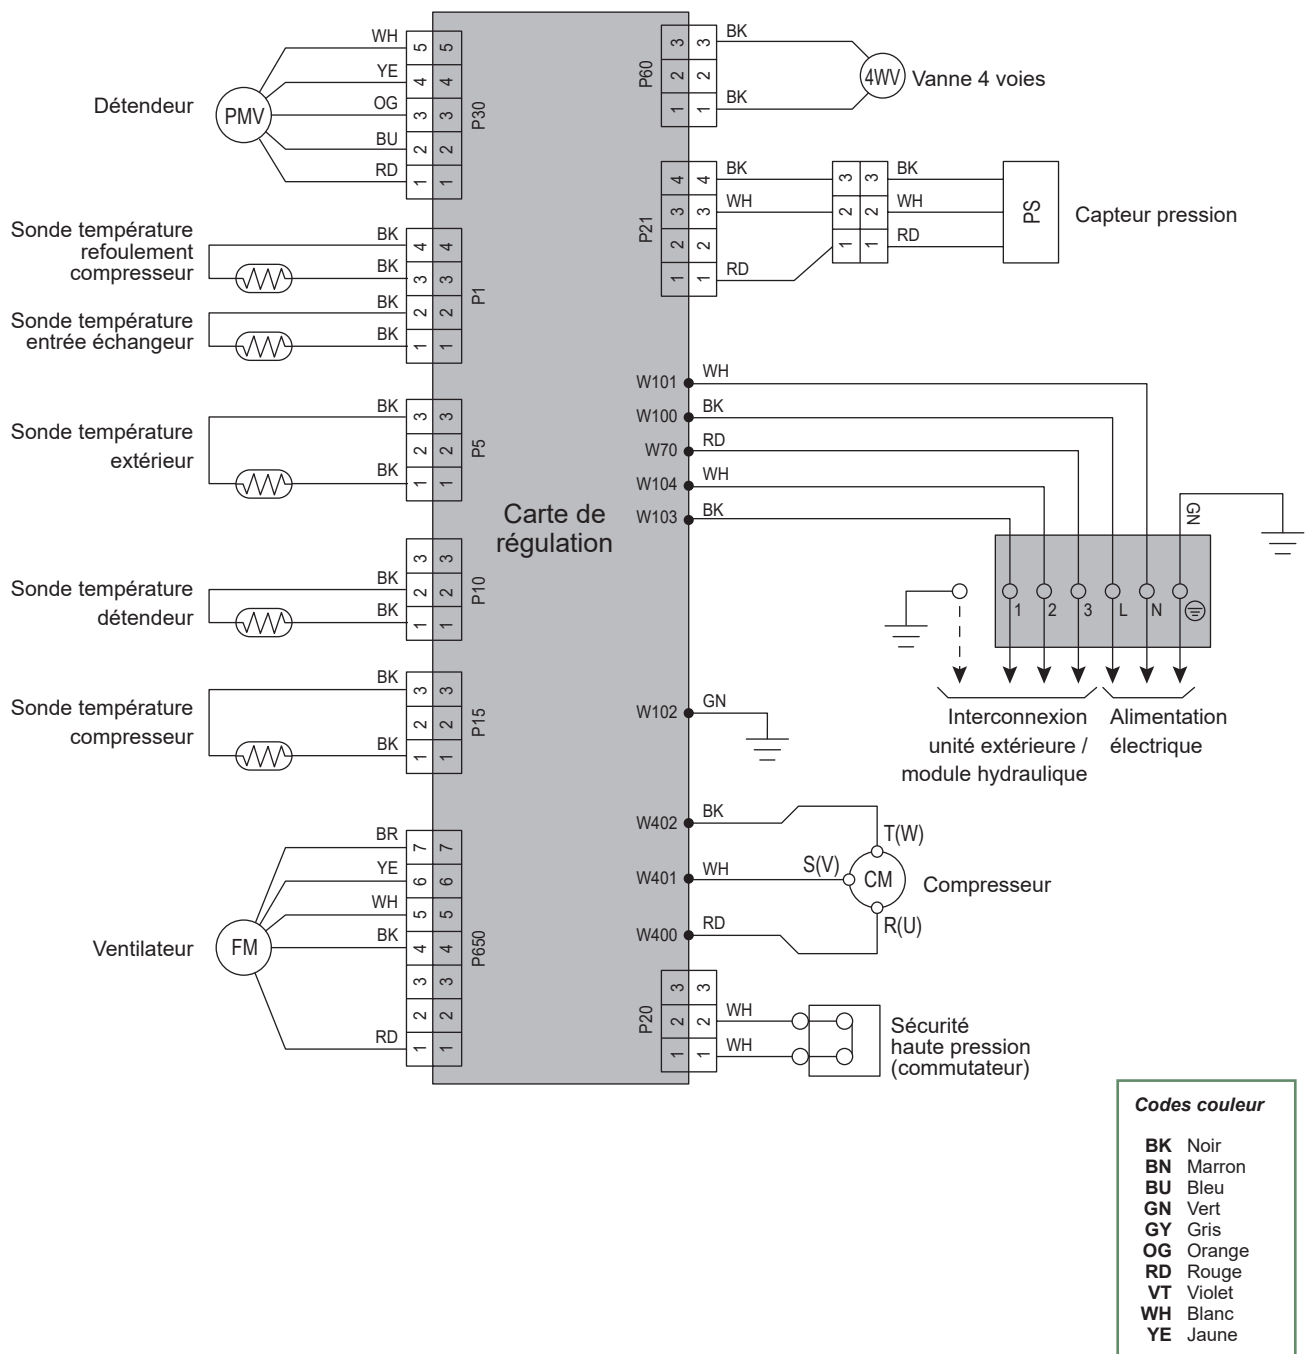 Détendeur
PMV
WH
YE
OG
BU
RD
5 5
4 4
3 3
2 2
1 1
P30
Sonde température
refoulement
compresseur
BK
BK
Sonde température
entrée échangeur
BK
BK
4 4
3 3
2 2
1 1
P1
Sonde température
extérieur
BK
BK
3 3
2 2
1 1
P5
Sonde température
détendeur
BK
BK
3 3
2 2
1 1
P10
Sonde température
compresseur
BK
BK
3 3
2 2
1 1
P15
Ventilateur
FM
BR
YE
WH
BK
RD
7 7
6 6
5 5
4 4
3 3
2 2
1 1
P650
Carte de
régulation
P60
3 3
2 2
1 1
BK
BK
4WV
Vanne 4 voies
P21
4 4
3 3
2 2
1 1
BK
WH
RD
3 3
2 2
1 1
BK
WH
RD
PS
Capteur pression
W101 WH
W100 BK
W70 RD
W104 WH
W103 BK
GN
1 2 3 L N
Interconnexion
unité extérieure /
module hydraulique
Alimentation
électrique
W102 GN
W402 BK
W401 WH
W400 RD
T(W)
S(V)
CM
R(U)
Compresseur
P20
3 3
2 2
1 1
WH
WH
Sécurité
haute pression
(commutateur)
Codes couleur
BK Noir
BN Marron
BU Bleu
GN Vert
GY Gris
OG Orange
RD Rouge
VT Violet
WH Blanc
YE Jaune